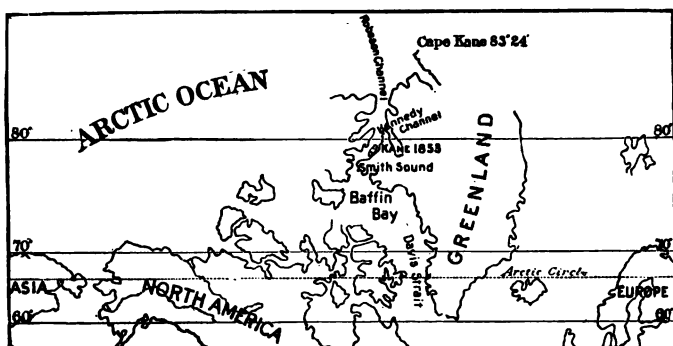 Cape Kane 83°24'
Robeson Channel
ARCTIC OCEAN
Kennedy
Channel
80°
80°
KANE 1853
Smith Sound
GREENLAND
Baffin
Bay
Davis Strait
70°
70°
Arctic Circle
ASIA
NORTH AMERICA
EUROPE
60°
60°